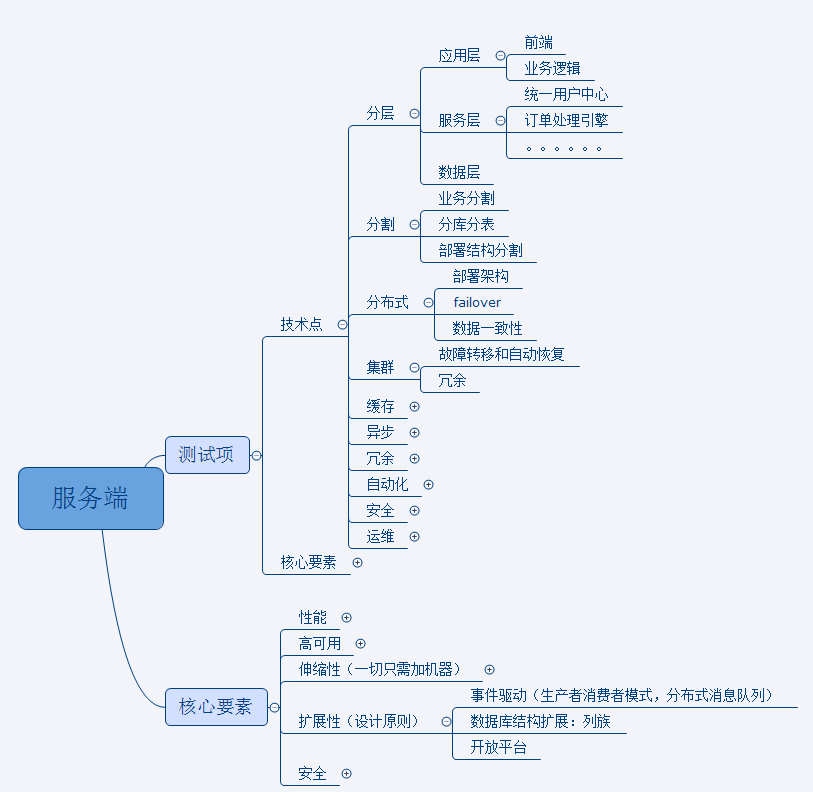 服务端
测试项
技术点
分层
应用层
前端
业务逻辑
服务层
统一用户中心
订单处理引擎
。。。。。。
数据层
分割
业务分割
分库分表
部署结构分割
分布式
部署架构
failover
数据一致性
集群
故障转移和自动恢复
冗余
缓存
异步
冗余
自动化
安全
运维
核心要素
核心要素
性能
高可用
伸缩性（一切只需加机器）
扩展性（设计原则）
事件驱动（生产者消费者模式，分布式消息队列）
数据库结构扩展：列族
开放平台
安全